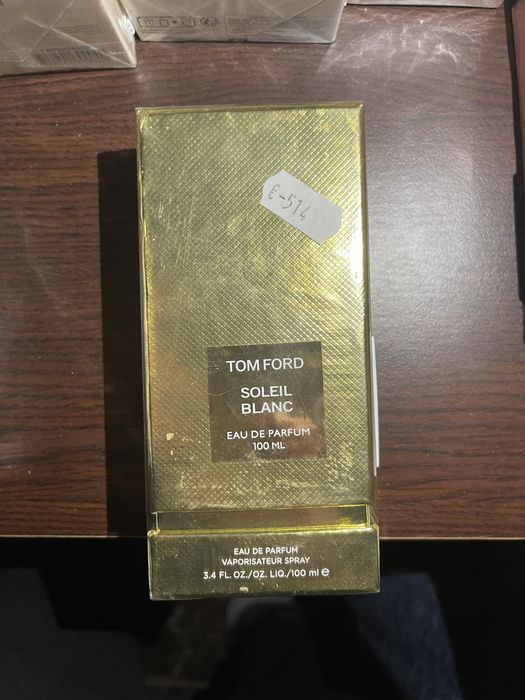 €-514
TOM FORD
SOLEIL
BLANC
EAU DE PARFUM
100 ML
EAU DE PARFUM
VAPORISATEUR SPRAY
3.4 FL. OZ./OZ. LIQ./100 ml e